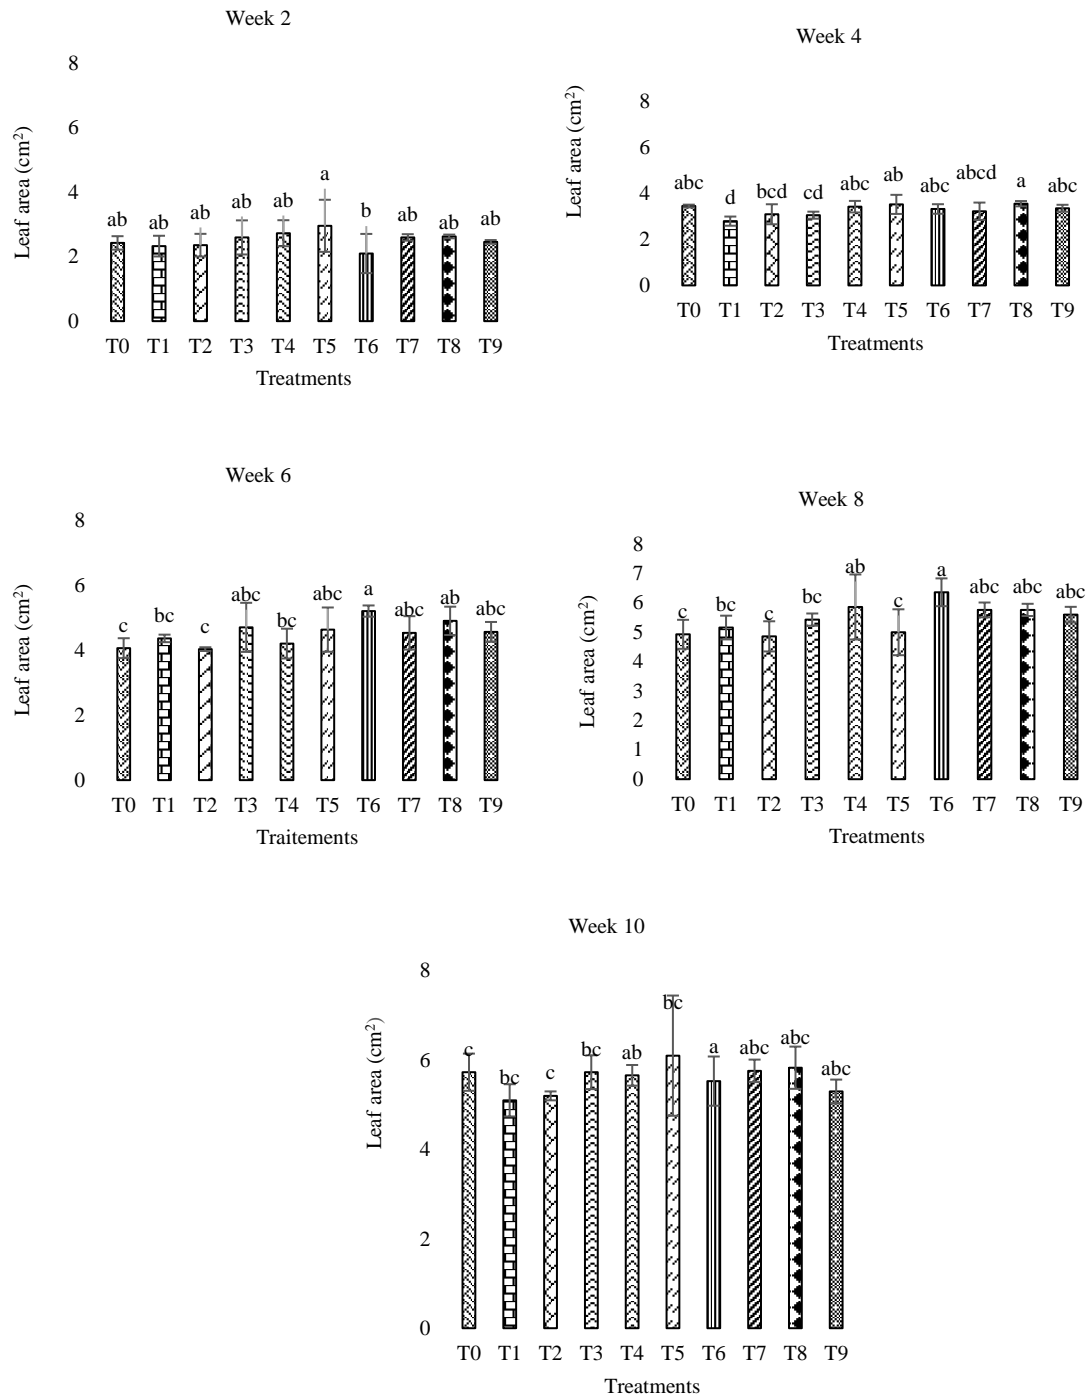 Week 2
Leaf area (cm²)
8
6
4
2
0
ab ab ab ab ab a b ab ab ab
T0 T1 T2 T3 T4 T5 T6 T7 T8 T9
Treatments
Week 4
Leaf area (cm²)
8
6
4
2
0
abc d bcd cd abc ab abc abcd a abc
T0 T1 T2 T3 T4 T5 T6 T7 T8 T9
Treatments
Week 6
Leaf area (cm²)
8
6
4
2
0
c bc c abc bc abc a abc ab abc
T0 T1 T2 T3 T4 T5 T6 T7 T8 T9
Traitements
Week 8
Leaf area (cm²)
8
7
6
5
4
3
2
1
0
c bc c bc ab c a abc abc abc
T0 T1 T2 T3 T4 T5 T6 T7 T8 T9
Treatments
Week 10
Leaf area (cm²)
8
6
4
2
0
c bc c bc ab bc a abc abc abc
T0 T1 T2 T3 T4 T5 T6 T7 T8 T9
Treatments